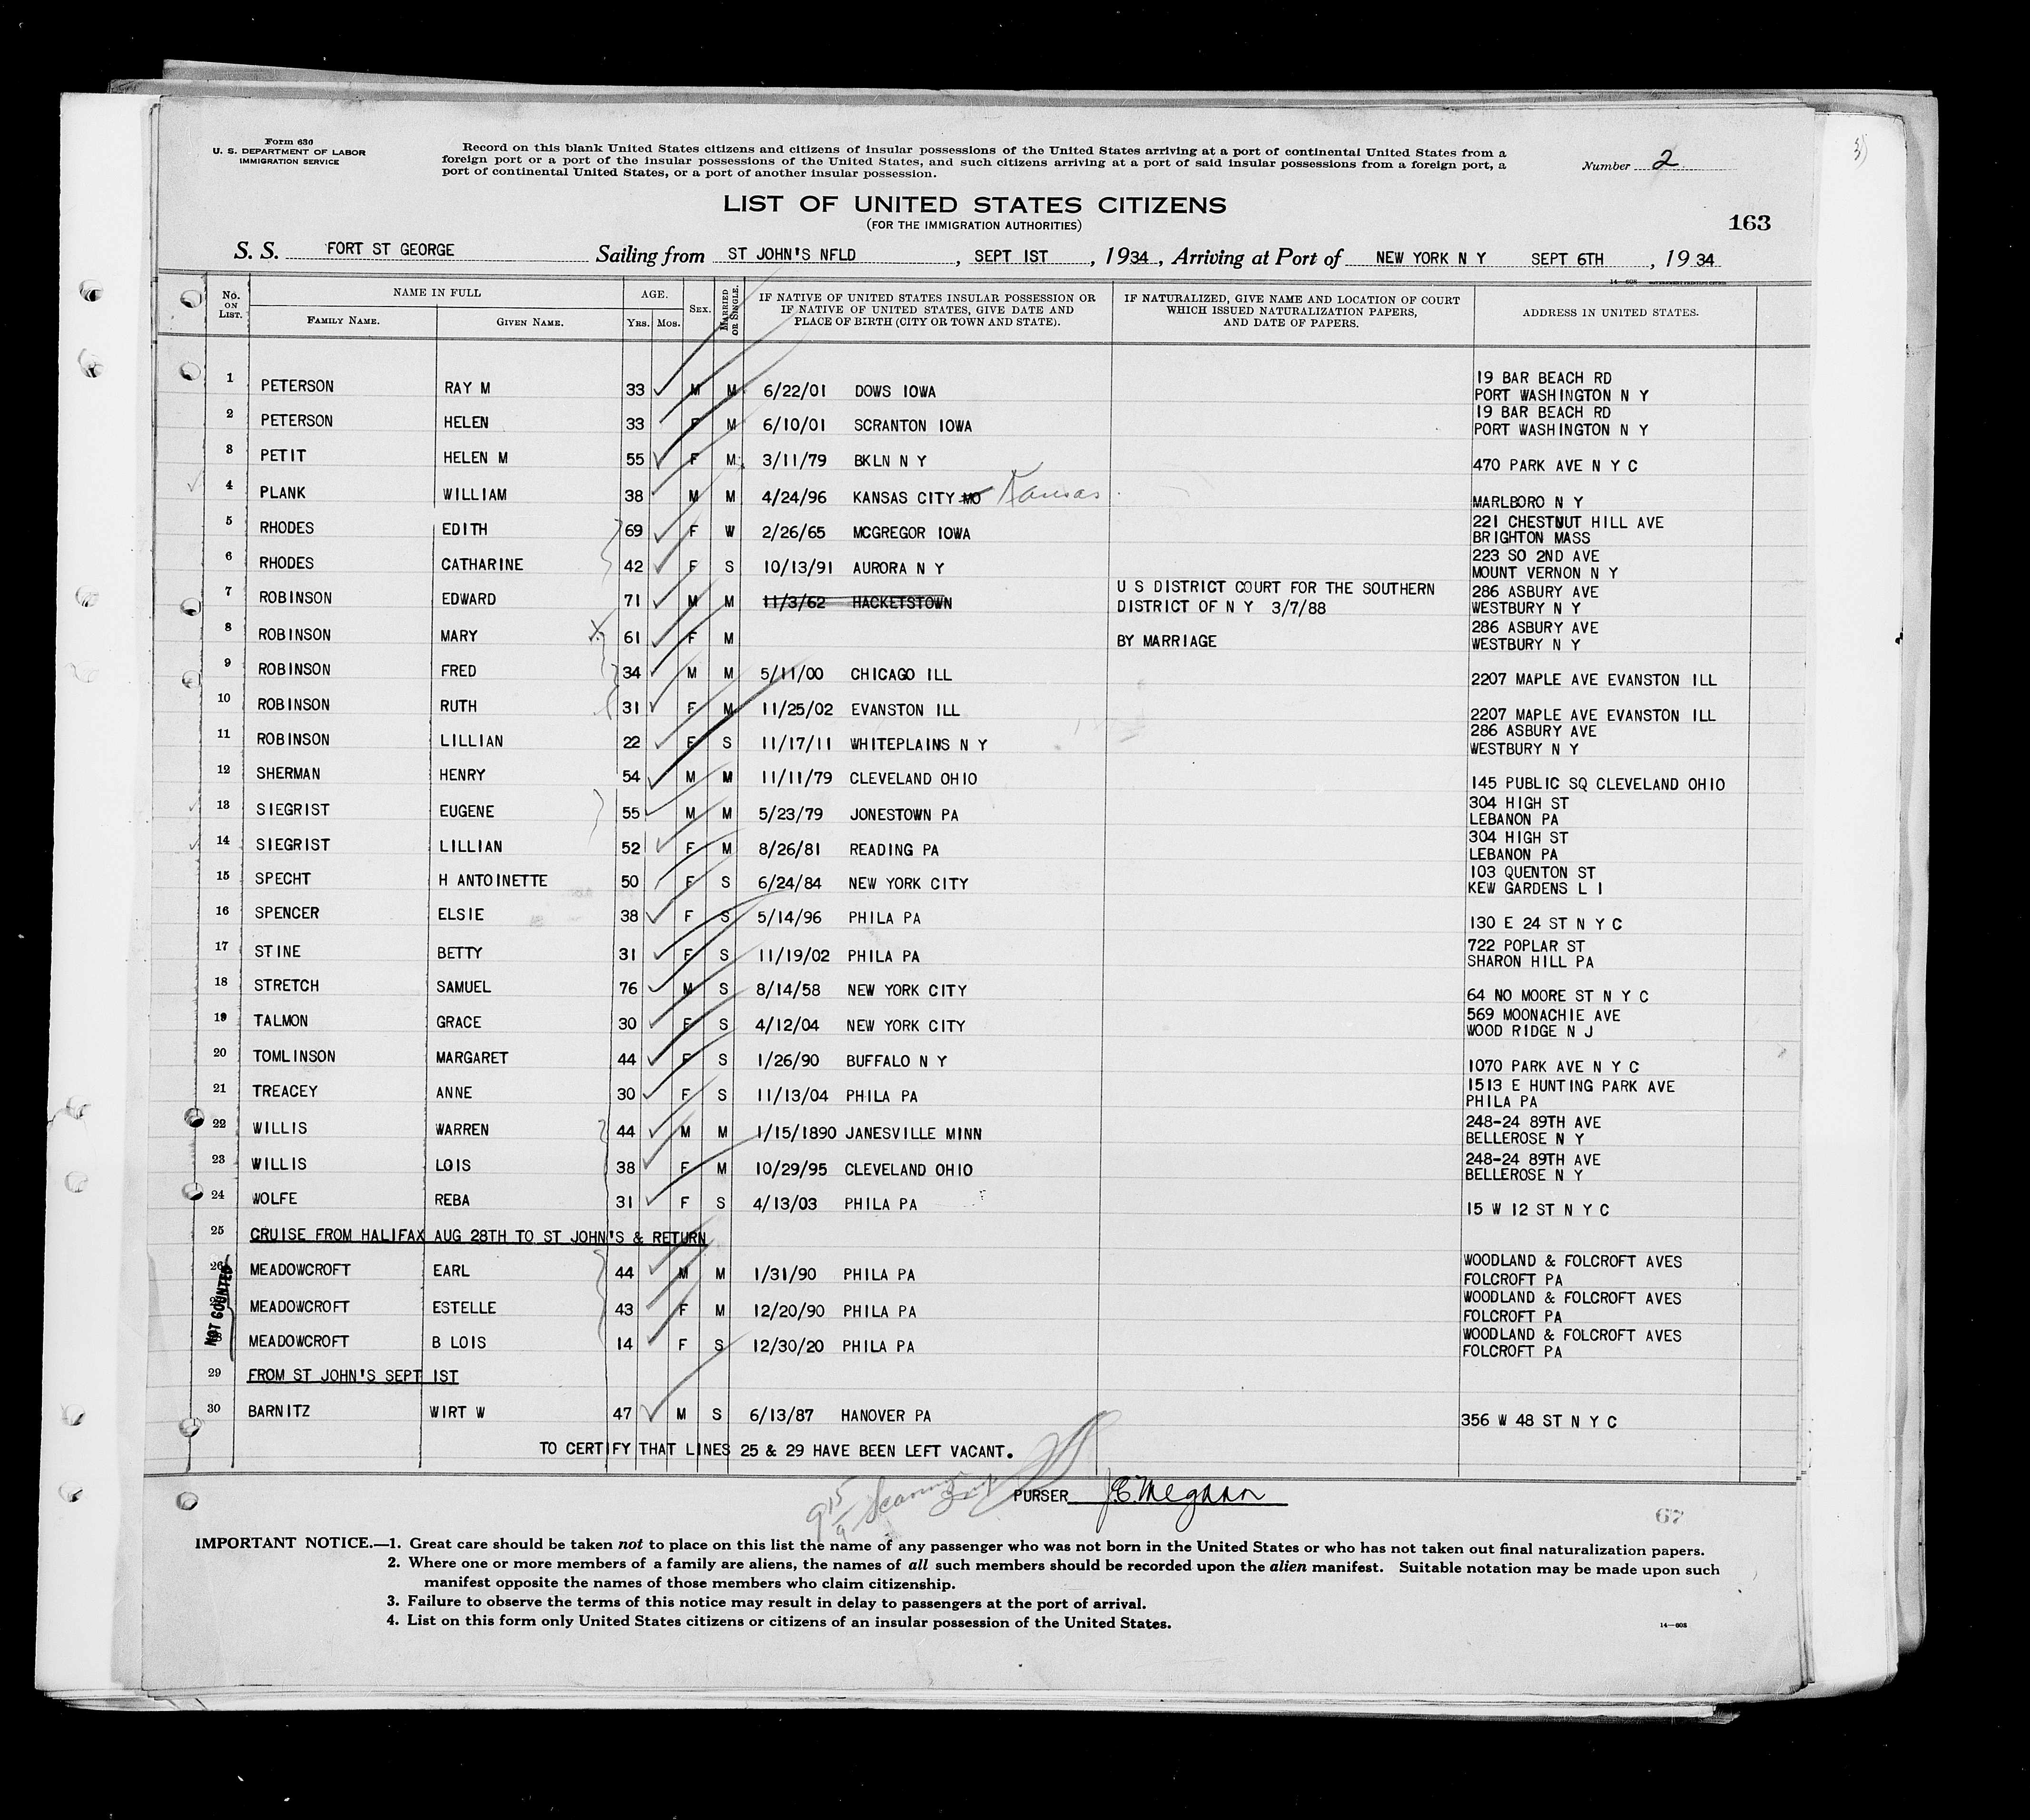 Form 630
U. S. DEPARTMENT OF LABOR
IMMIGRATION SERVICE
Record on this blank United States citizens and citizens of insular possessions of the United States arriving at a port of continental United States from a
foreign port or a port of the insular possessions of the United States, and such citizens arriving at a port of said insular possessions from a foreign port, a
port of continental United States, or a port of another insular possession.
Number 2
LIST OF UNITED STATES CITIZENS
(FOR THE IMMIGRATION AUTHORITIES)
163
S. S. FORT ST GEORGE Sailing from ST JOHN'S NFLD, SEPT 1ST, 1934, Arriving at Port of NEW YORK N Y SEPT 6TH, 1934
14—608
No. ON LIST. NAME IN FULL AGE. SEX. MARRIED OR SINGLE. IF NATIVE OF UNITED STATES INSULAR POSSESSION OR IF NATIVE OF UNITED STATES, GIVE DATE AND PLACE OF BIRTH (CITY OR TOWN AND STATE). IF NATURALIZED, GIVE NAME AND LOCATION OF COURT WHICH ISSUED NATURALIZATION PAPERS, AND DATE OF PAPERS. ADDRESS IN UNITED STATES.
FAMILY NAME. GIVEN NAME. YRS. MOS.
1 PETERSON RAY M 33 M M 6/22/01 DOWS IOWA 19 BAR BEACH RD PORT WASHINGTON N Y
2 PETERSON HELEN 33 F M 6/10/01 SCRANTON IOWA 19 BAR BEACH RD PORT WASHINGTON N Y
3 PETIT HELEN M 55 F M 3/11/79 BKLN N Y 470 PARK AVE N Y C
4 PLANK WILLIAM 38 M M 4/24/96 KANSAS CITY MO Kansas MARLBORO N Y
5 RHODES EDITH 69 F W 2/26/65 MCGREGOR IOWA 221 CHESTNUT HILL AVE BRIGHTON MASS
6 RHODES CATHARINE 42 F S 10/13/91 AURORA N Y 223 SO 2ND AVE MOUNT VERNON N Y
7 ROBINSON EDWARD 71 M M 11/3/62 HACKETSTOWN U S DISTRICT COURT FOR THE SOUTHERN DISTRICT OF N Y 3/7/88 286 ASBURY AVE WESTBURY N Y
8 ROBINSON MARY 61 F M BY MARRIAGE 286 ASBURY AVE WESTBURY N Y
9 ROBINSON FRED 34 M M 5/11/00 CHICAGO ILL 2207 MAPLE AVE EVANSTON ILL
10 ROBINSON RUTH 31 F M 11/25/02 EVANSTON ILL 2207 MAPLE AVE EVANSTON ILL
11 ROBINSON LILLIAN 22 F S 11/17/11 WHITEPLAINS N Y 286 ASBURY AVE WESTBURY N Y
12 SHERMAN HENRY 54 M M 11/11/79 CLEVELAND OHIO 145 PUBLIC SQ CLEVELAND OHIO
13 SIEGRIST EUGENE 55 M M 5/23/79 JONESTOWN PA 304 HIGH ST LEBANON PA
14 SIEGRIST LILLIAN 52 F M 8/26/81 READING PA 304 HIGH ST LEBANON PA
15 SPECHT H ANTOINETTE 50 F S 6/24/84 NEW YORK CITY 103 QUENTON ST KEW GARDENS L I
16 SPENCER ELSIE 38 F S 5/14/96 PHILA PA 130 E 24 ST N Y C
17 STINE BETTY 31 F S 11/19/02 PHILA PA 722 POPLAR ST SHARON HILL PA
18 STRETCH SAMUEL 76 M S 8/14/58 NEW YORK CITY 64 NO MOORE ST N Y C
19 TALMON GRACE 30 F S 4/12/04 NEW YORK CITY 569 MOONACHIE AVE WOOD RIDGE N J
20 TOMLINSON MARGARET 44 F S 1/26/90 BUFFALO N Y 1070 PARK AVE N Y C
21 TREACEY ANNE 30 F S 11/13/04 PHILA PA 1513 E HUNTING PARK AVE PHILA PA
22 WILLIS WARREN 44 M M 1/15/1890 JANESVILLE MINN 248-24 89TH AVE BELLEROSE N Y
23 WILLIS LOIS 38 F M 10/29/95 CLEVELAND OHIO 248-24 89TH AVE BELLEROSE N Y
24 WOLFE REBA 31 F S 4/13/03 PHILA PA 15 W 12 ST N Y C
25 CRUISE FROM HALIFAX AUG 28TH TO ST JOHN'S & RETURN
NOT COUNTED
26 MEADOWCROFT EARL 44 M M 1/31/90 PHILA PA WOODLAND & FOLCROFT AVES FOLCROFT PA
MEADOWCROFT ESTELLE 43 F M 12/20/90 PHILA PA WOODLAND & FOLCROFT AVES FOLCROFT PA
MEADOWCROFT B LOIS 14 F S 12/30/20 PHILA PA WOODLAND & FOLCROFT AVES FOLCROFT PA
29 FROM ST JOHN'S SEPT 1ST
30 BARNITZ WIRT W 47 M S 6/13/87 HANOVER PA 356 W 48 ST N Y C
TO CERTIFY THAT LINES 25 & 29 HAVE BEEN LEFT VACANT.
PURSER
67
IMPORTANT NOTICE.—1. Great care should be taken not to place on this list the name of any passenger who was not born in the United States or who has not taken out final naturalization papers.
2. Where one or more members of a family are aliens, the names of all such members should be recorded upon the alien manifest. Suitable notation may be made upon such
manifest opposite the names of those members who claim citizenship.
3. Failure to observe the terms of this notice may result in delay to passengers at the port of arrival.
4. List on this form only United States citizens or citizens of an insular possession of the United States.
14—608